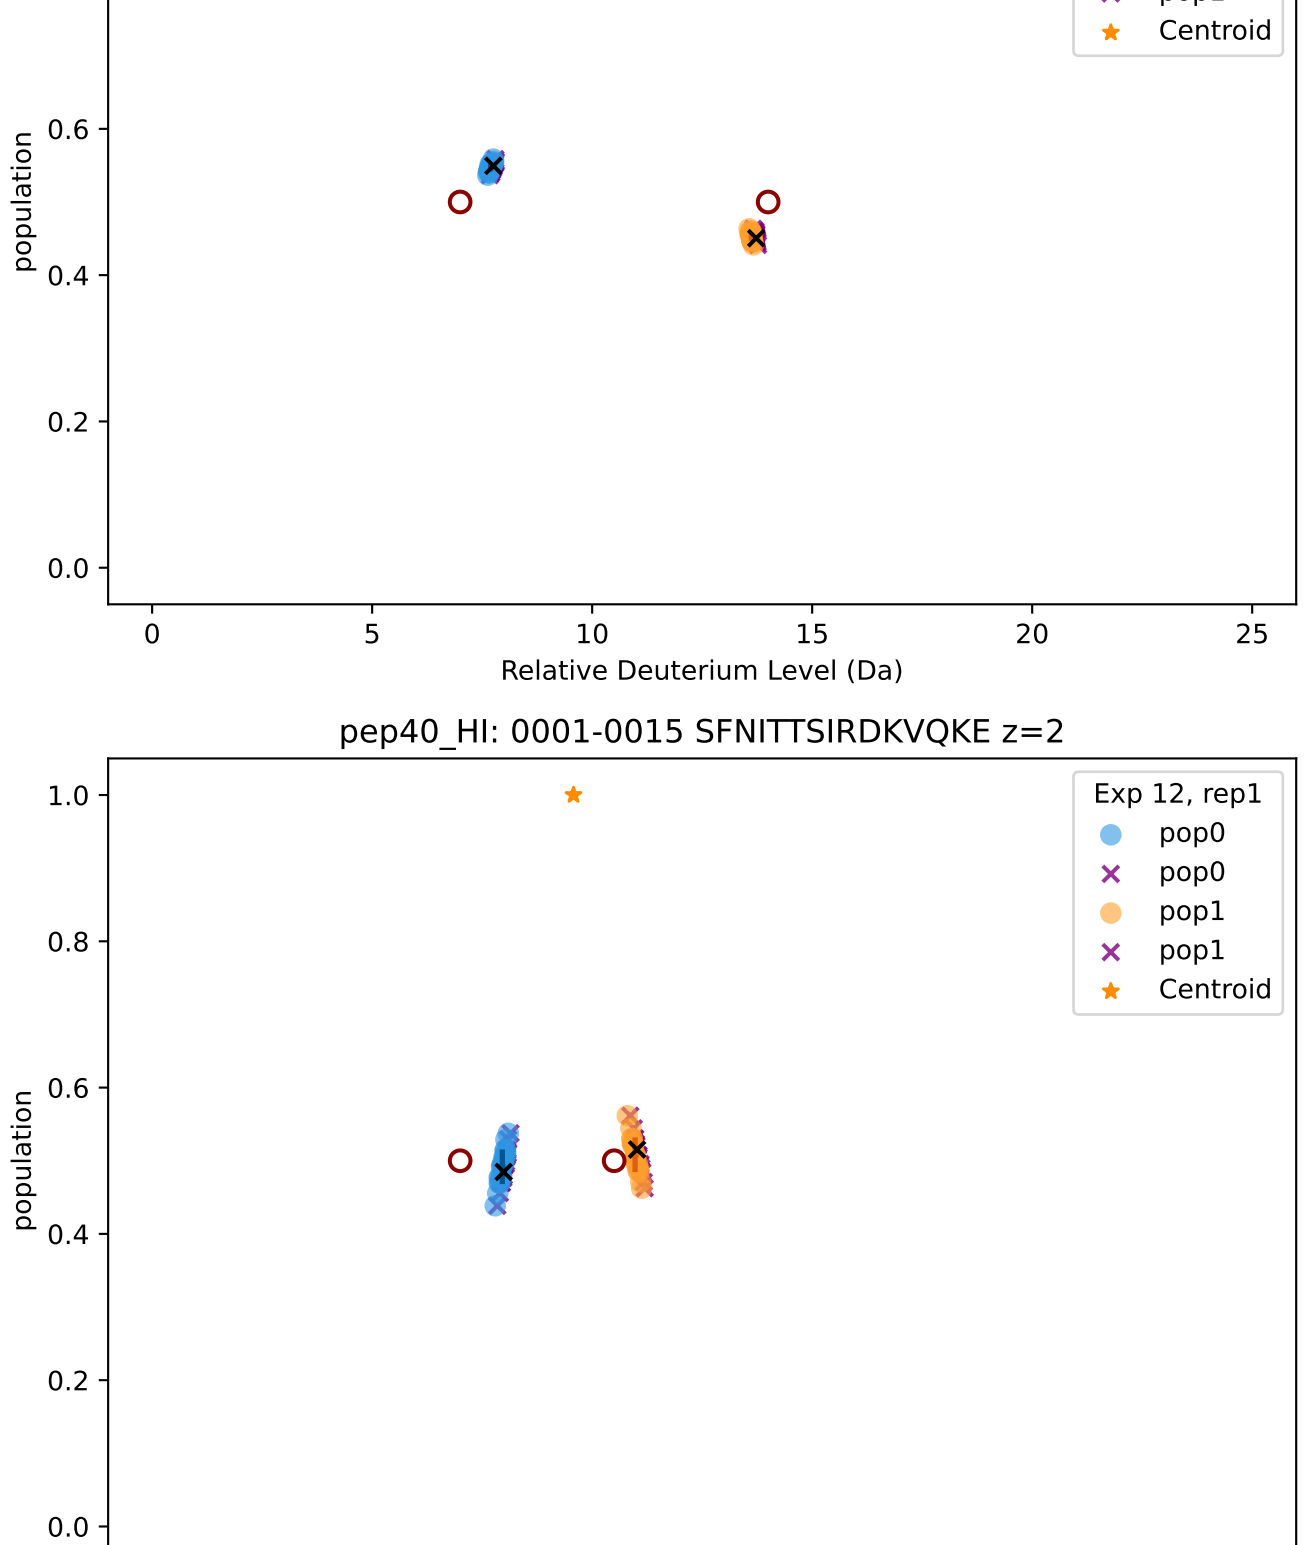 Centroid
0.6
0.4
0.2
0.0
population
0 5 10 15 20 25
Relative Deuterium Level (Da)
pep40_HI: 0001-0015 SFNITTSIRDKVQKE z=2
Exp 12, rep1
pop0
pop0
pop1
pop1
Centroid
1.0
0.8
0.6
0.4
0.2
0.0
population